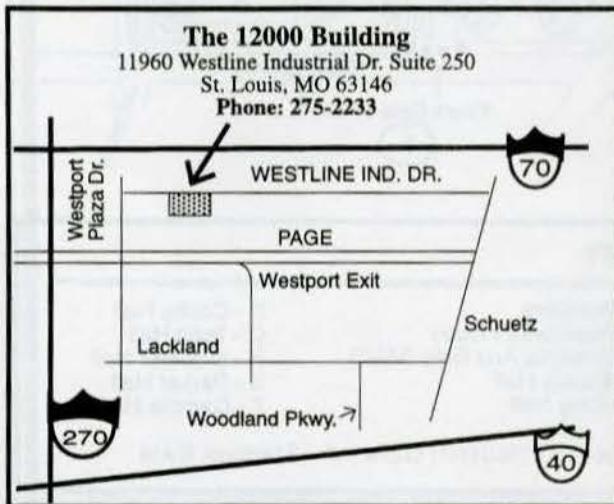 The 12000 Building
11960 Westline Industrial Dr. Suite 250
St. Louis, MO 63146
Phone: 275-2233
70
WESTLINE IND. DR.
Westport
Plaza Dr.
PAGE
Westport Exit
Schuetz
Lackland
Woodland Pkwy.
270
40